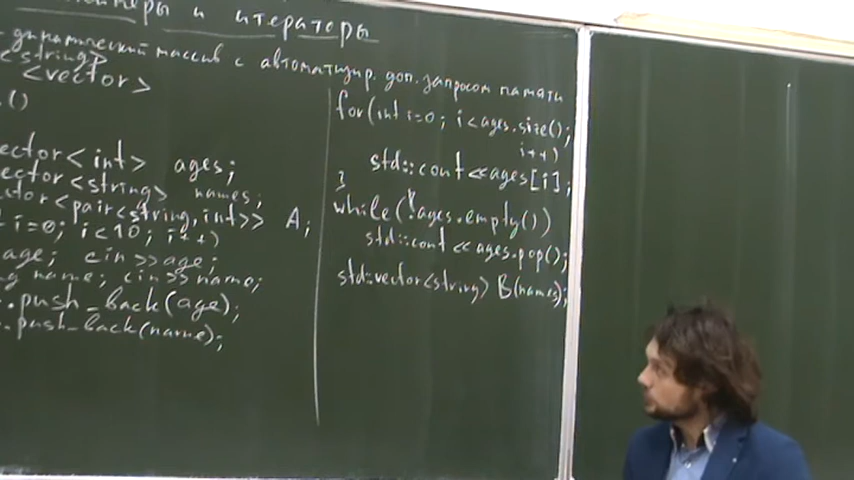 и итераторы
динамический массив с автоматизир. доп. запросом памяти
<string>
<vector>
.()
ector<int> ages;
ector<string> names;
ctor<pair<string,int>> A;
i=0; i<10; i++)
age; cin>>age;
ng name; cin>>name;
.push_back(age);
.push_back(name);
for(int i=0; i<ages.size();
i++)
std::cout<<ages[i];
}
while(!ages.empty())
std::cout<<ages.pop();
std::vector<string> B(names);